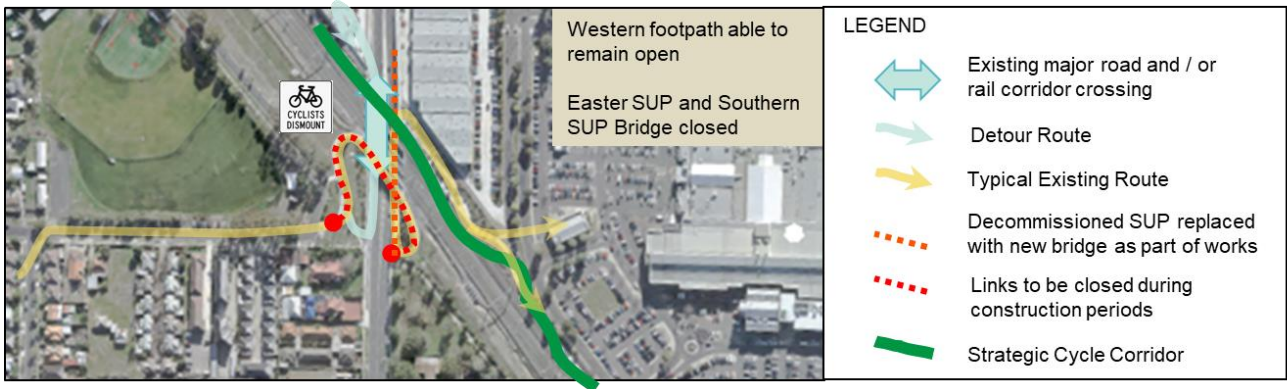 Western footpath able to
remain open
Easter SUP and Southern
SUP Bridge closed
CYCLISTS
DISMOUNT
LEGEND
Existing major road and / or
rail corridor crossing
Detour Route
Typical Existing Route
Decommissioned SUP replaced
with new bridge as part of works
Links to be closed during
construction periods
Strategic Cycle Corridor